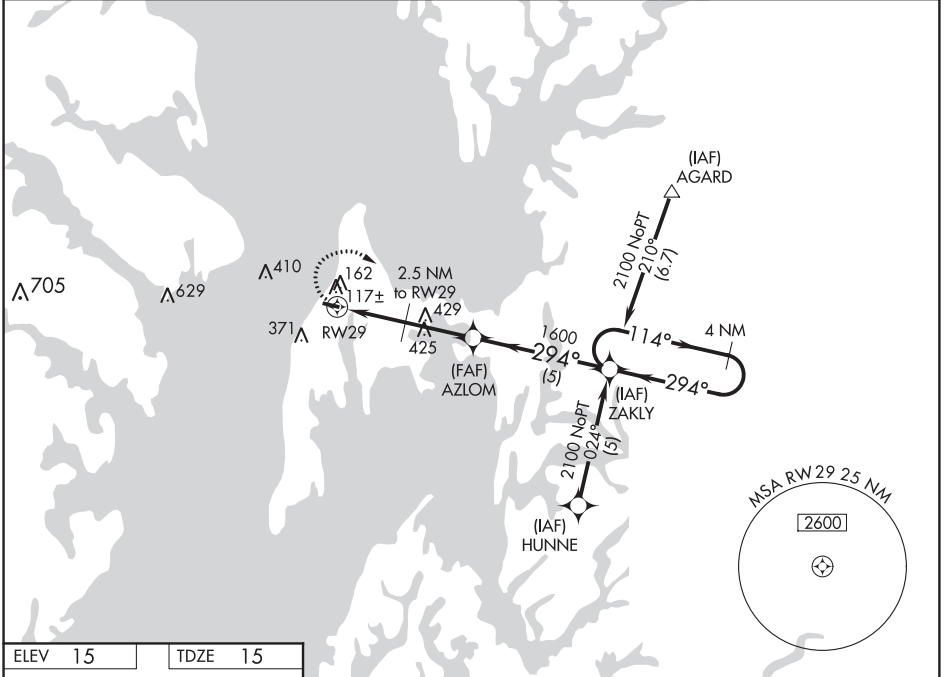 (IAF)
AGARD
2100 NoPT
210°
(6.7)
410
162
2.5 NM
to RW29
705
629
117±
429
1600
114°
4 NM
371
RW29
425
294°
(5)
294°
(FAF)
AZLOM
(IAF)
ZAKLY
2100 NoPT
024°
(5)
MSA RW29 25 NM
2600
(IAF)
HUNNE
ELEV 15
TDZE 15